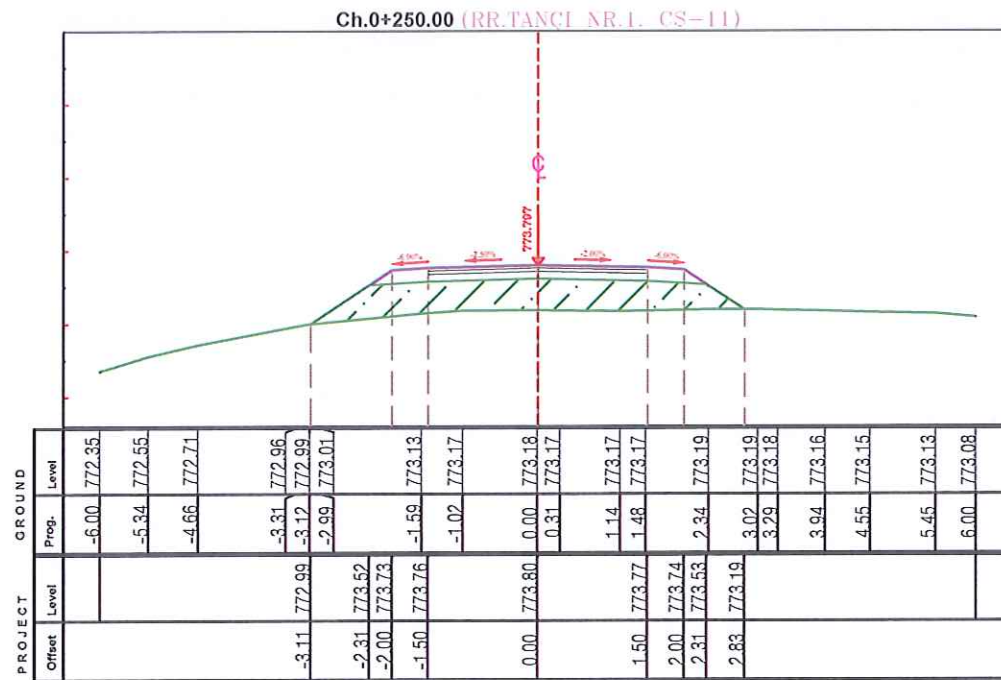 Ch.0+250.00 (RR.TANÇI NR.1. CS-11)
773.797
-2.50%
-2.00%
GROUND
Level 772.35 772.55 772.71 772.96 772.99 773.01 773.13 773.17 773.18 773.17 773.17 773.17 773.19 773.19 773.18 773.16 773.15 773.13 773.08
Prog. -6.00 -5.34 -4.66 -3.31 -3.12 -2.99 -1.59 -1.02 0.00 0.31 1.14 1.48 2.34 3.02 3.29 3.94 4.55 5.45 6.00
PROJECT
Level 772.99 773.52 773.73 773.76 773.80 773.77 773.74 773.53 773.19
Offset -3.11 -2.31 -2.00 -1.50 0.00 1.50 2.00 2.31 2.83